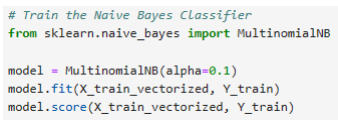 # Train the Naive Bayes Classifier
from sklearn.naive_bayes import MultinomialNB
model = MultinomialNB(alpha=0.1)
model.fit(X_train_vectorized, Y_train)
model.score(X_train_vectorized, Y_train)